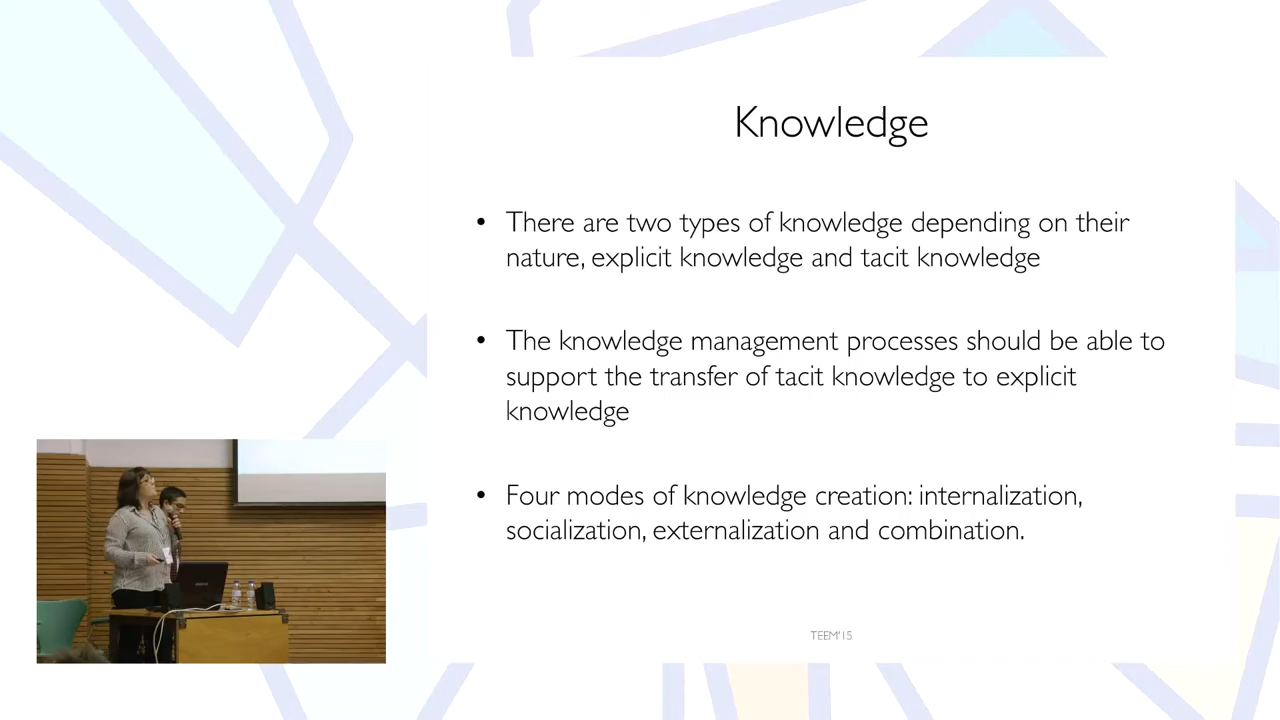 Knowledge
• There are two types of knowledge depending on their
nature, explicit knowledge and tacit knowledge
• The knowledge management processes should be able to
support the transfer of tacit knowledge to explicit
knowledge
• Four modes of knowledge creation: internalization,
socialization, externalization and combination.
TEEM'15